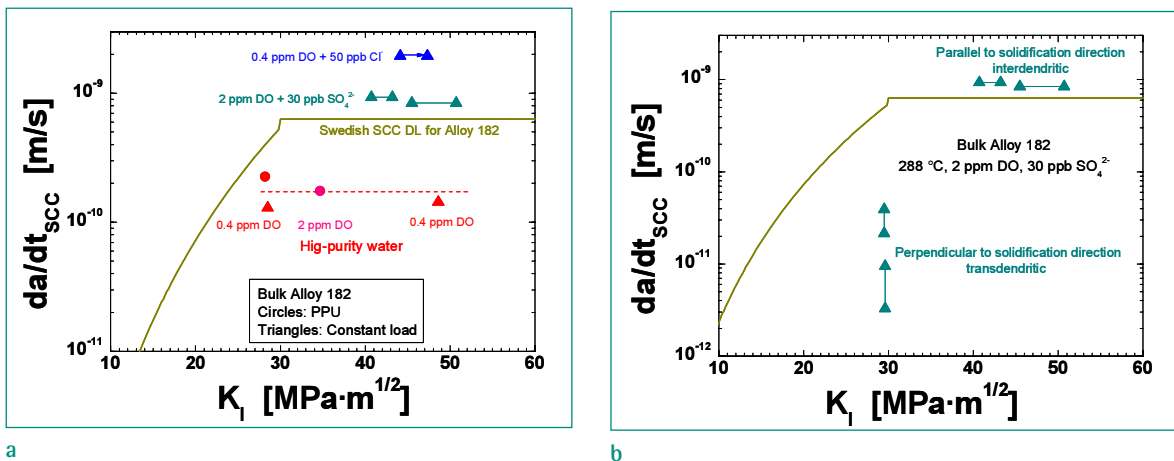 da/dtSCC [m/s]
10⁻⁹
10⁻¹⁰
10⁻¹¹
0.4 ppm DO + 50 ppb Cl⁻
2 ppm DO + 30 ppb SO₄²⁻
Swedish SCC DL for Alloy 182
0.4 ppm DO
2 ppm DO
0.4 ppm DO
Hig-purity water
Bulk Alloy 182
Circles: PPU
Triangles: Constant load
10 20 30 40 50 60
K_I [MPa·m^1/2]
a
da/dtSCC [m/s]
10⁻⁸
10⁻⁹
10⁻¹⁰
10⁻¹¹
10⁻¹²
Parallel to solidification direction
interdendritic
Bulk Alloy 182
288 °C, 2 ppm DO, 30 ppb SO₄²⁻
Perpendicular to solidification direction
transdendritic
10 20 30 40 50 60
K_I [MPa·m^1/2]
b